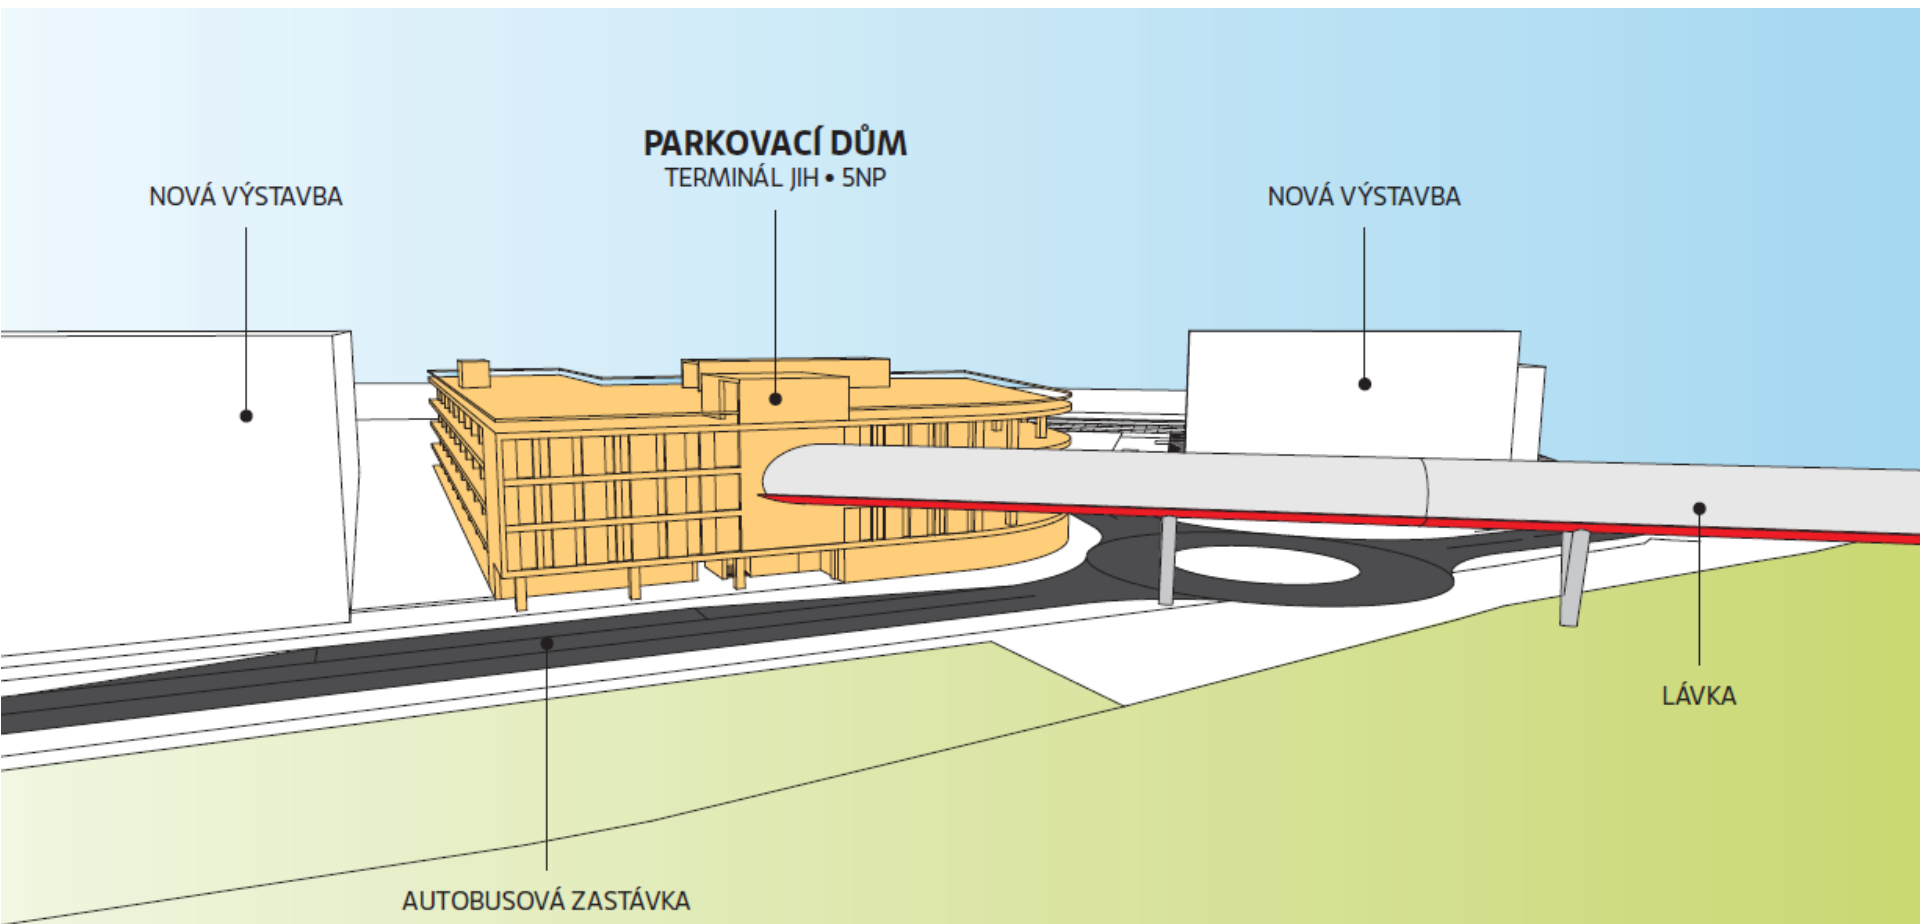 PARKOVACÍ DŮM
TERMINÁL JIH • 5NP
NOVÁ VÝSTAVBA
NOVÁ VÝSTAVBA
LÁVKA
AUTOBUSOVÁ ZASTÁVKA